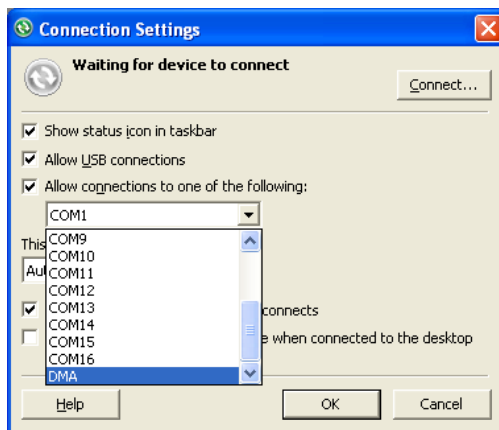 Connection Settings
Waiting for device to connect
Connect...
Show status icon in taskbar
Allow USB connections
Allow connections to one of the following:
COM1
This
COM9
COM10
Au
COM11
COM12
COM13
connects
COM14
COM15
when connected to the desktop
COM16
DMA
Help
OK
Cancel